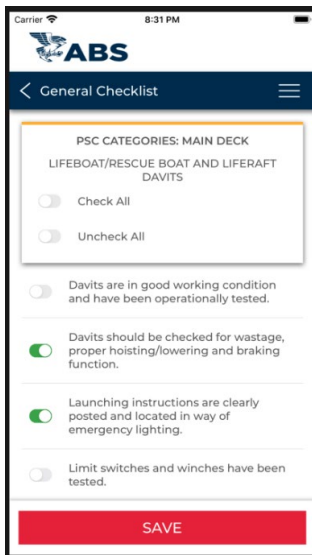 Carrier 8:31 PM
ABS
General Checklist
PSC CATEGORIES: MAIN DECK
LIFEBOAT/RESCUE BOAT AND LIFERAFT
DAVITS
Check All
Uncheck All
Davits are in good working condition
and have been operationally tested.
Davits should be checked for wastage,
proper hoisting/lowering and braking
function.
Launching instructions are clearly
posted and located in way of
emergency lighting.
Limit switches and winches have been
tested.
SAVE